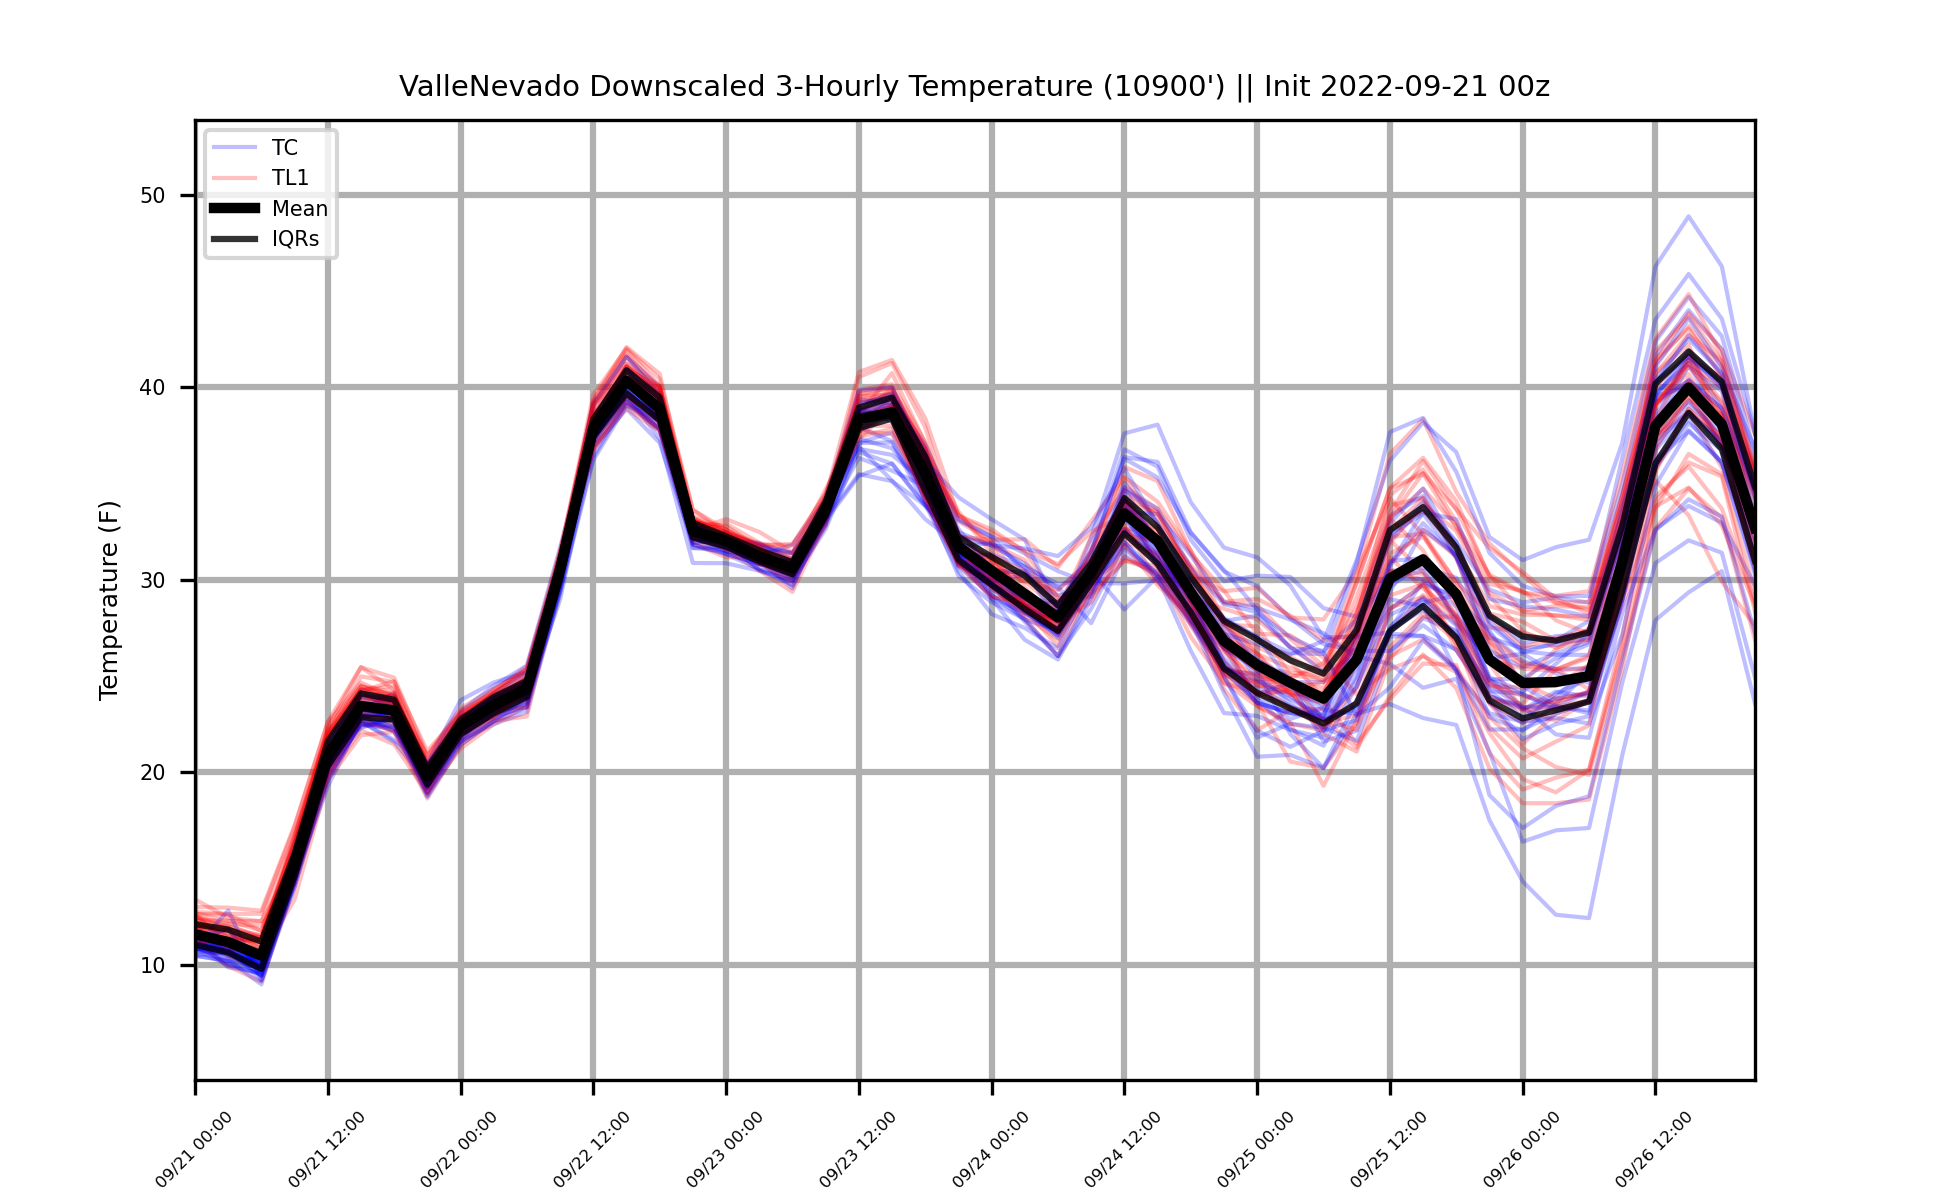 ValleNevado Downscaled 3-Hourly Temperature (10900') || Init 2022-09-21 00z
TC
TL1
Mean
IQRs
Temperature (F)
50
40
30
20
10
09/21 00:00
09/21 12:00
09/22 00:00
09/22 12:00
09/23 00:00
09/23 12:00
09/24 00:00
09/24 12:00
09/25 00:00
09/25 12:00
09/26 00:00
09/26 12:00